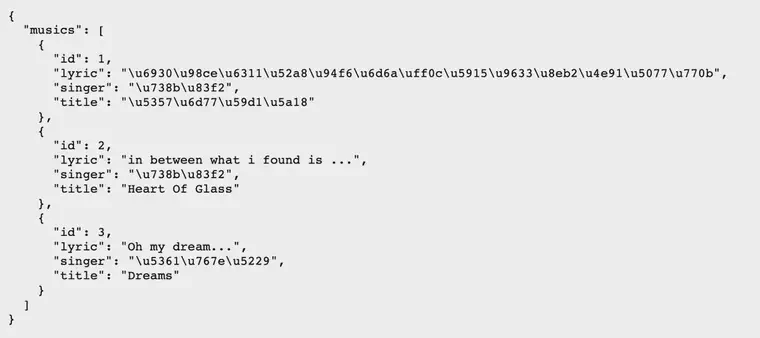 {
  "musics": [
    {
      "id": 1,
      "lyric": "\u6930\u98ce\u6311\u52a8\u94f6\u6d6a\uff0c\u5915\u9633\u8eb2\u4e91\u5077\u770b",
      "singer": "\u738b\u83f2",
      "title": "\u5357\u6d77\u59d1\u5a18"
    },
    {
      "id": 2,
      "lyric": "in between what i found is ...",
      "singer": "\u738b\u83f2",
      "title": "Heart Of Glass"
    },
    {
      "id": 3,
      "lyric": "Oh my dream...",
      "singer": "\u5361\u767e\u5229",
      "title": "Dreams"
    }
  ]
}